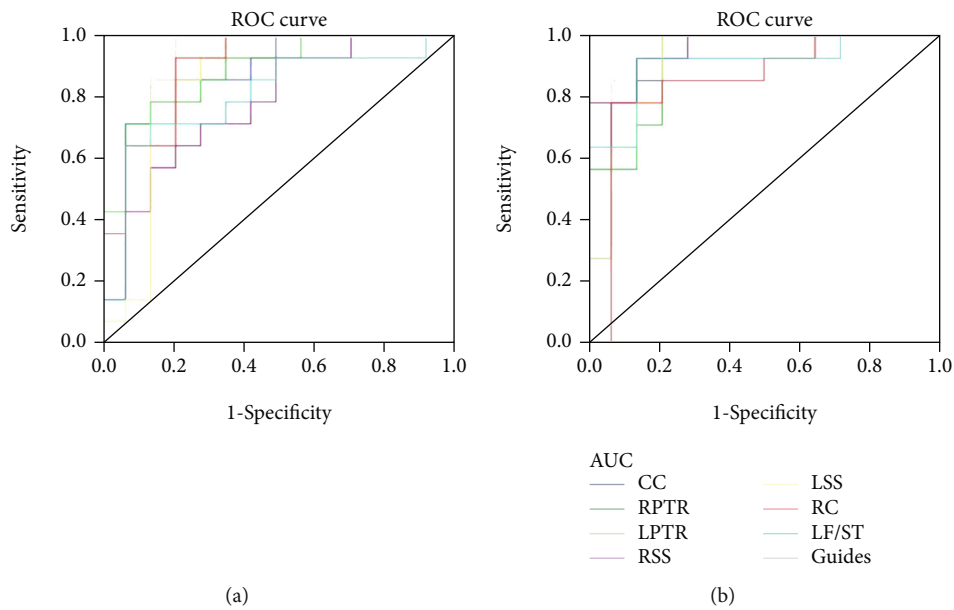 ROC curve
1.0
0.8
0.6
0.4
0.2
0.0
Sensitivity
0.0 0.2 0.4 0.6 0.8 1.0
1-Specificity
(a)
ROC curve
1.0
0.8
0.6
0.4
0.2
0.0
Sensitivity
0.0 0.2 0.4 0.6 0.8 1.0
1-Specificity
AUC
CC
RPTR
LPTR
RSS
LSS
RC
LF/ST
Guides
(b)